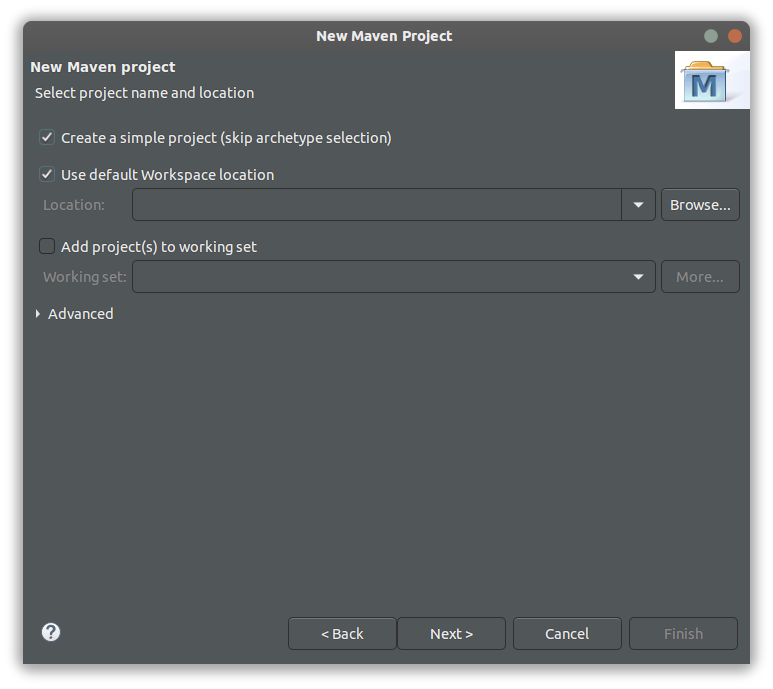 New Maven Project
New Maven project
Select project name and location
M
Create a simple project (skip archetype selection)
Use default Workspace location
Location:
Browse...
Add project(s) to working set
Working set:
More...
Advanced
?
< Back
Next >
Cancel
Finish